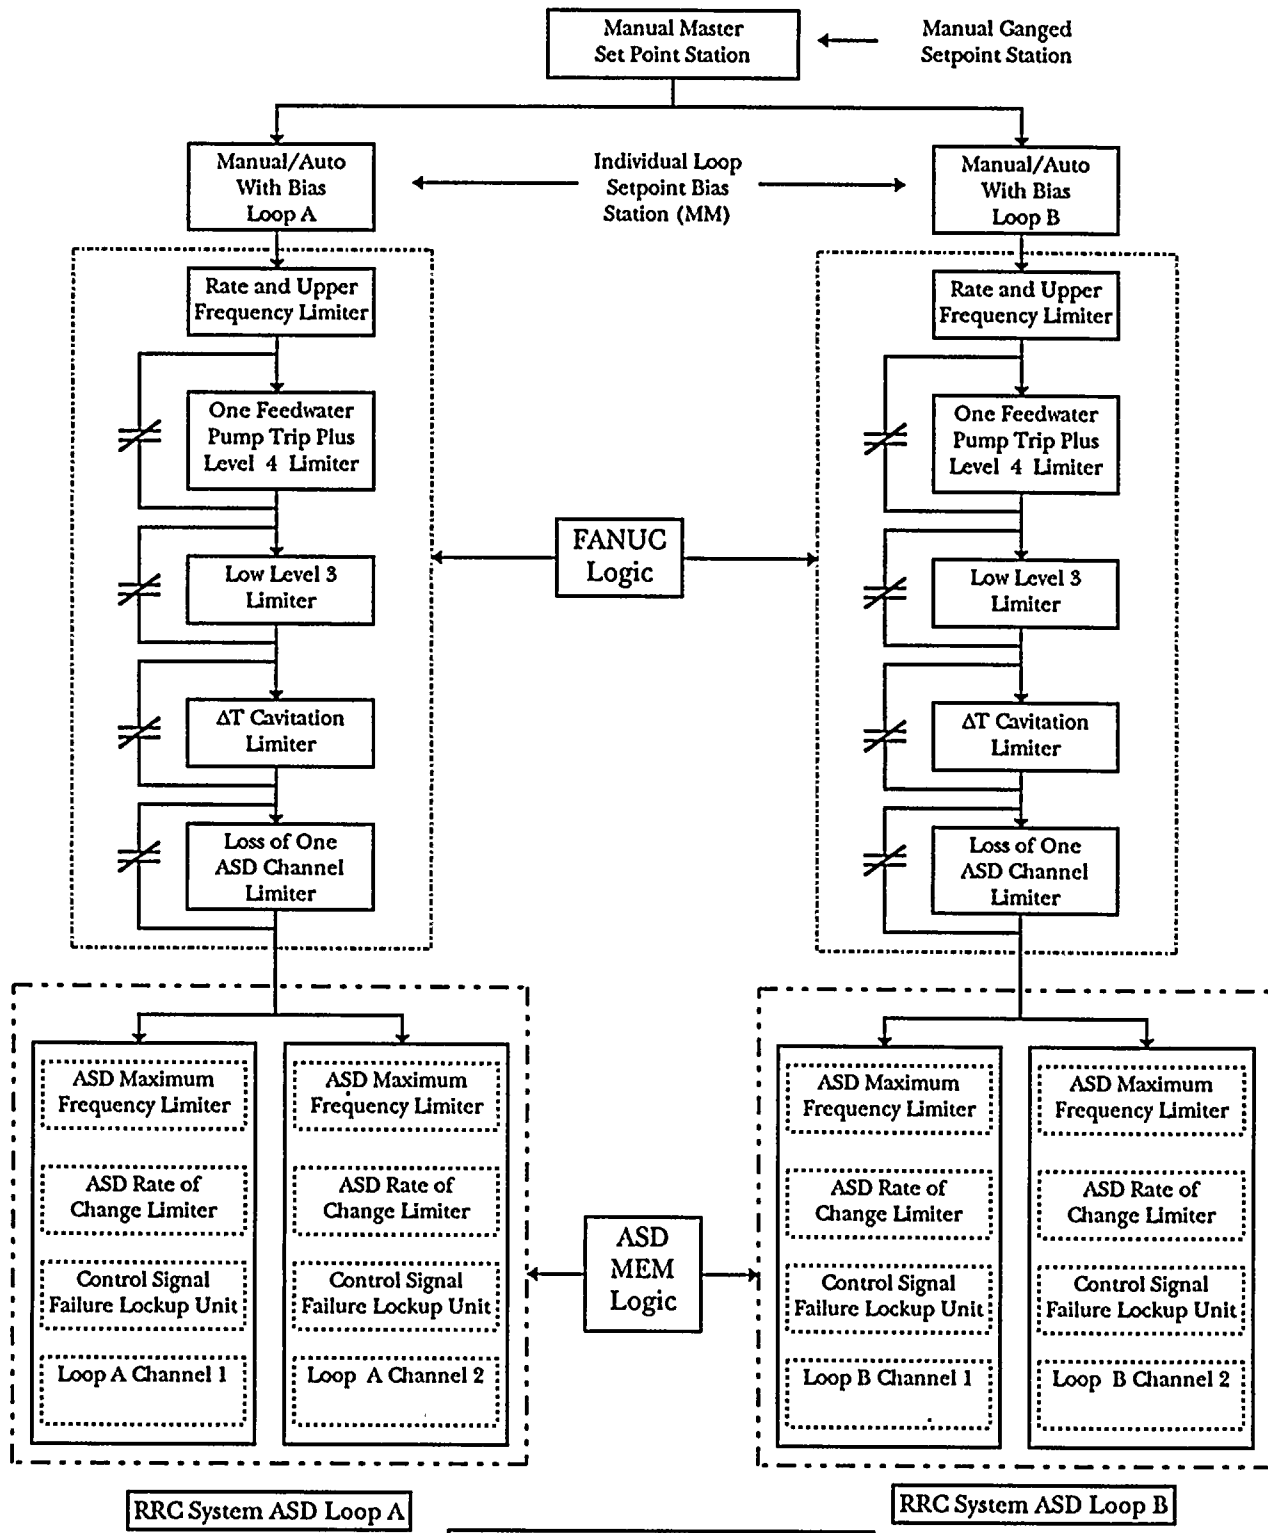 Manual Master
Set Point Station
Manual Ganged
Setpoint Station
Manual/Auto
With Bias
Loop A
Individual Loop
Setpoint Bias
Station (MM)
Manual/Auto
With Bias
Loop B
Rate and Upper
Frequency Limiter
One Feedwater
Pump Trip Plus
Level 4 Limiter
Low Level 3
Limiter
ΔT Cavitation
Limiter
Loss of One
ASD Channel
Limiter
FANUC
Logic
Rate and Upper
Frequency Limiter
One Feedwater
Pump Trip Plus
Level 4 Limiter
Low Level 3
Limiter
ΔT Cavitation
Limiter
Loss of One
ASD Channel
Limiter
ASD Maximum
Frequency Limiter
ASD Rate of
Change Limiter
Control Signal
Failure Lockup Unit
Loop A Channel 1
ASD Maximum
Frequency Limiter
ASD Rate of
Change Limiter
Control Signal
Failure Lockup Unit
Loop A Channel 2
ASD
MEM
Logic
ASD Maximum
Frequency Limiter
ASD Rate of
Change Limiter
Control Signal
Failure Lockup Unit
Loop B Channel 1
ASD Maximum
Frequency Limiter
ASD Rate of
Change Limiter
Control Signal
Failure Lockup Unit
Loop B Channel 2
RRC System ASD Loop A
RRC System ASD Loop B